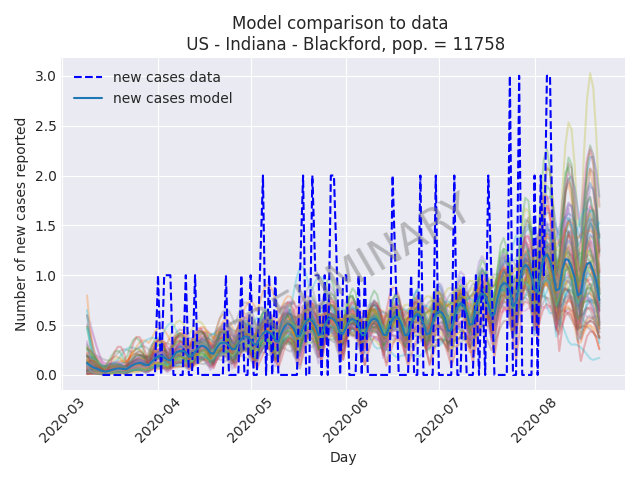 Model comparison to data
US - Indiana - Blackford, pop. = 11758
new cases data
new cases model
3.0
2.5
2.0
1.5
1.0
0.5
0.0
Number of new cases reported
PRELIMINARY
2020-03
2020-04
2020-05
2020-06
2020-07
2020-08
Day